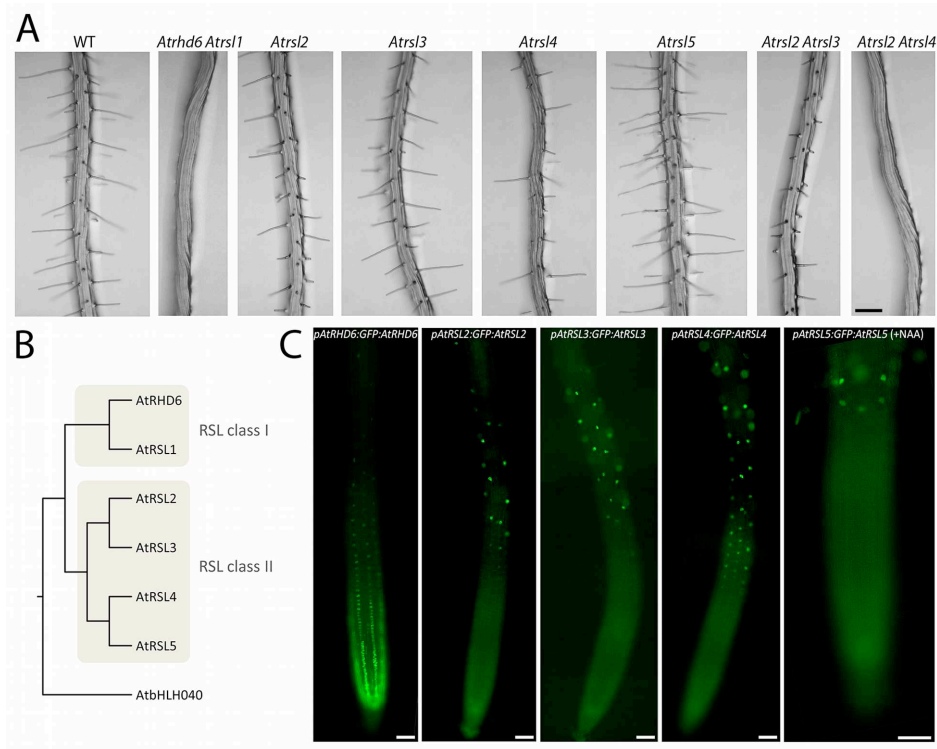 A
WT
Atrhd6 Atrsl1
Atrsl2
Atrsl3
Atrsl4
Atrsl5
Atrsl2 Atrsl3
Atrsl2 Atrsl4
B
AtRHD6
RSL class I
AtRSL1
AtRSL2
AtRSL3
RSL class II
AtRSL4
AtRSL5
AtbHLH040
C
pAtRHD6:GFP:AtRHD6
pAtRSL2:GFP:AtRSL2
pAtRSL3:GFP:AtRSL3
pAtRSL4:GFP:AtRSL4
pAtRSL5:GFP:AtRSL5 (+NAA)